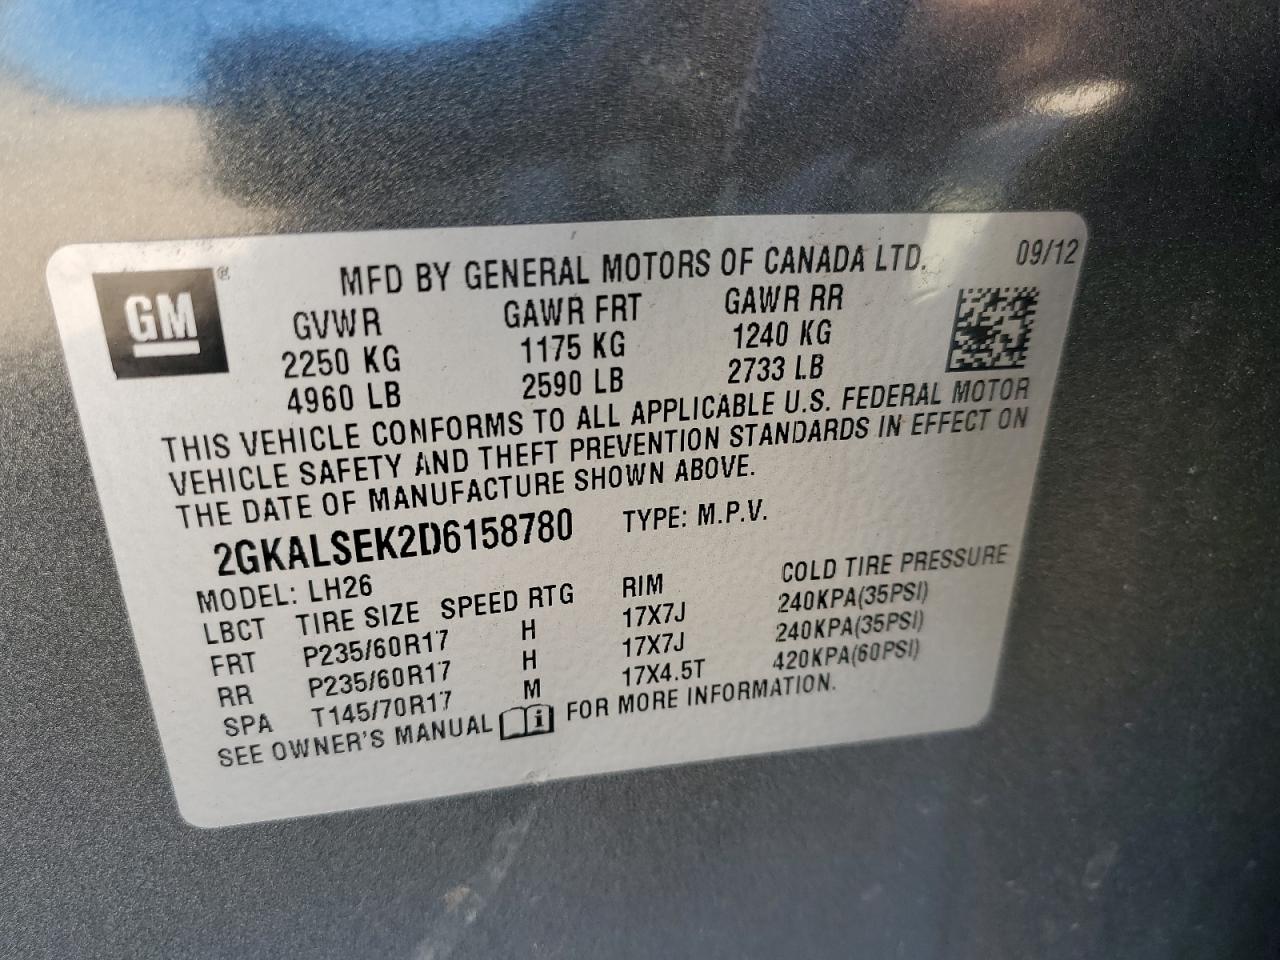 GM®
MFD BY GENERAL MOTORS OF CANADA LTD. 09/12
GVWR GAWR FRT GAWR RR
2250 KG 1175 KG 1240 KG
4960 LB 2590 LB 2733 LB
THIS VEHICLE CONFORMS TO ALL APPLICABLE U.S. FEDERAL MOTOR
VEHICLE SAFETY AND THEFT PREVENTION STANDARDS IN EFFECT ON
THE DATE OF MANUFACTURE SHOWN ABOVE.
2GKALSEK2D6158780 TYPE: M.P.V.
MODEL: LH26
LBCT TIRE SIZE SPEED RTG RIM COLD TIRE PRESSURE
FRT P235/60R17 H 17X7J 240KPA(35PSI)
RR P235/60R17 H 17X7J 240KPA(35PSI)
SPA T145/70R17 M 17X4.5T 420KPA(60PSI)
SEE OWNER'S MANUAL i FOR MORE INFORMATION.